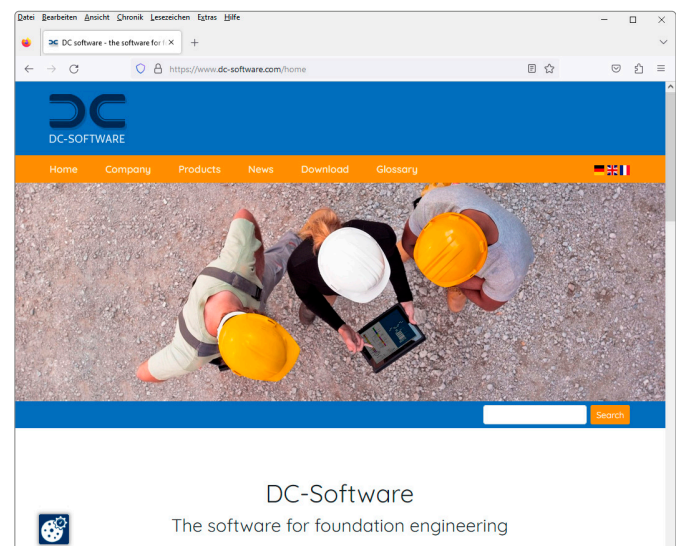 Datei Bearbeiten Ansicht Chronik Lesezeichen Extras Hilfe
DC software - the software for f
https://www.dc-software.com/home
DC-SOFTWARE
Home Company Products News Download Glossary
Search
DC-Software
The software for foundation engineering